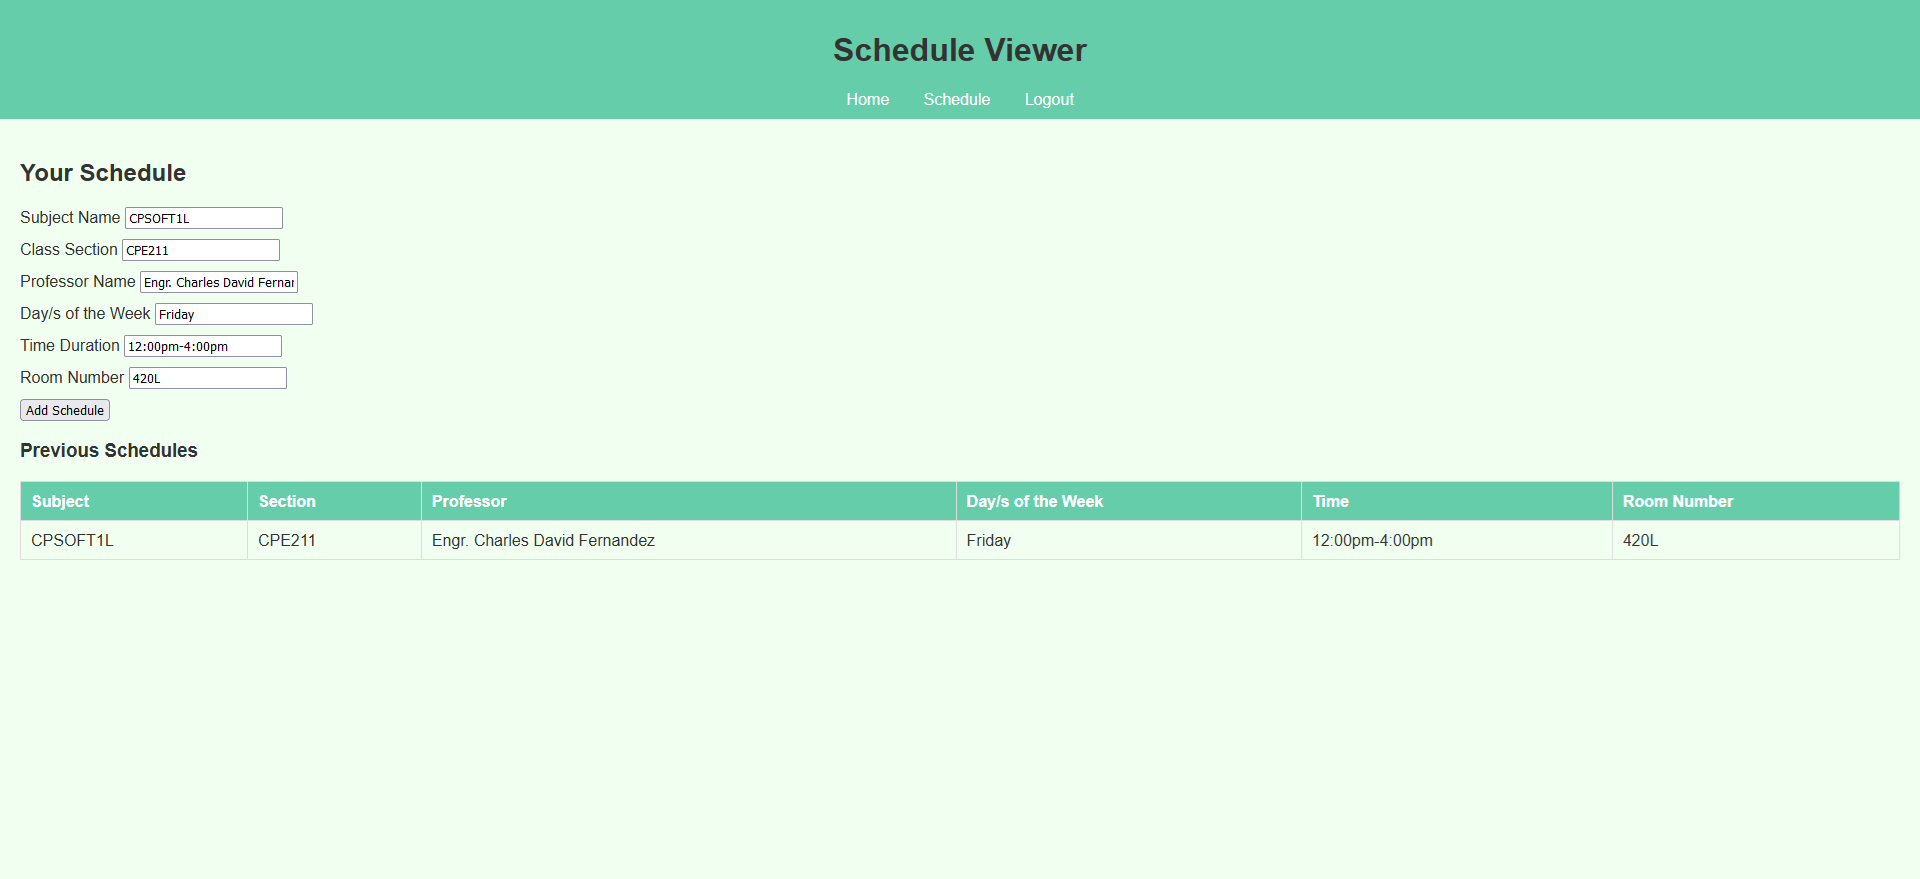 Schedule Viewer
Home Schedule Logout
Your Schedule
Subject Name CPSOFT1L
Class Section CPE211
Professor Name Engr. Charles David Fernan
Day/s of the Week Friday
Time Duration 12:00pm-4:00pm
Room Number 420L
Add Schedule
Previous Schedules
Subject Section Professor Day/s of the Week Time Room Number
CPSOFT1L CPE211 Engr. Charles David Fernandez Friday 12:00pm-4:00pm 420L